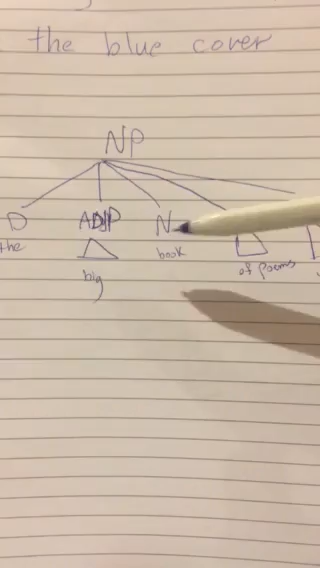 the blue cover
NP
D ADJP N
the book
big of poems